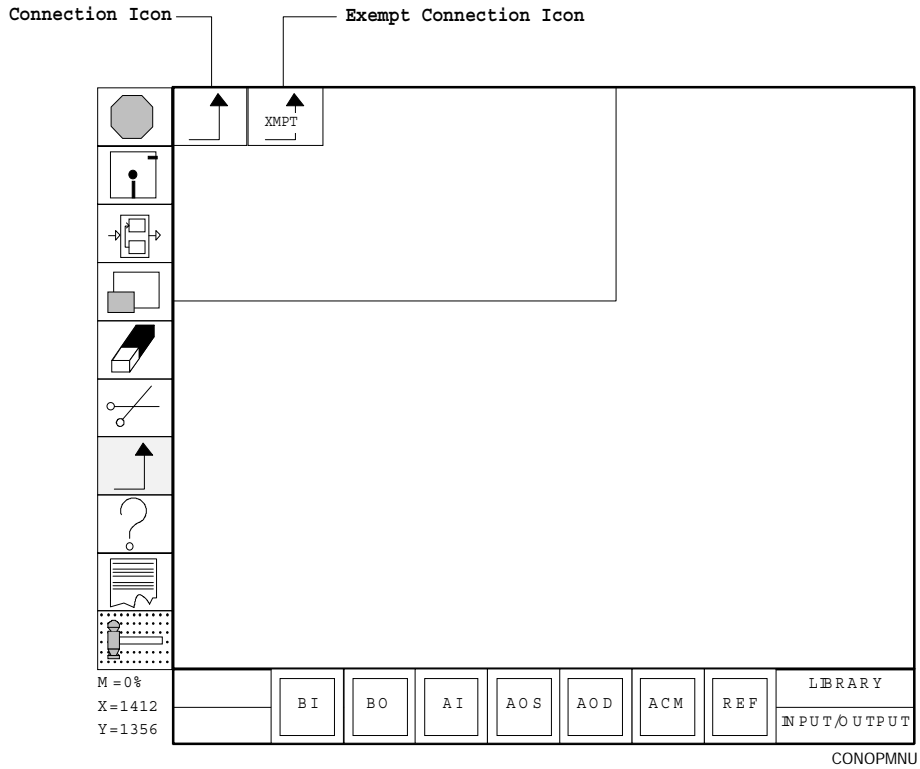 Connection Icon
Exempt Connection Icon
XMPT
M=0%
X=1412
Y=1356
BI
BO
AI
AOS
AOD
ACM
REF
LIBRARY
INPUT/OUTPUT
CONOPMNU